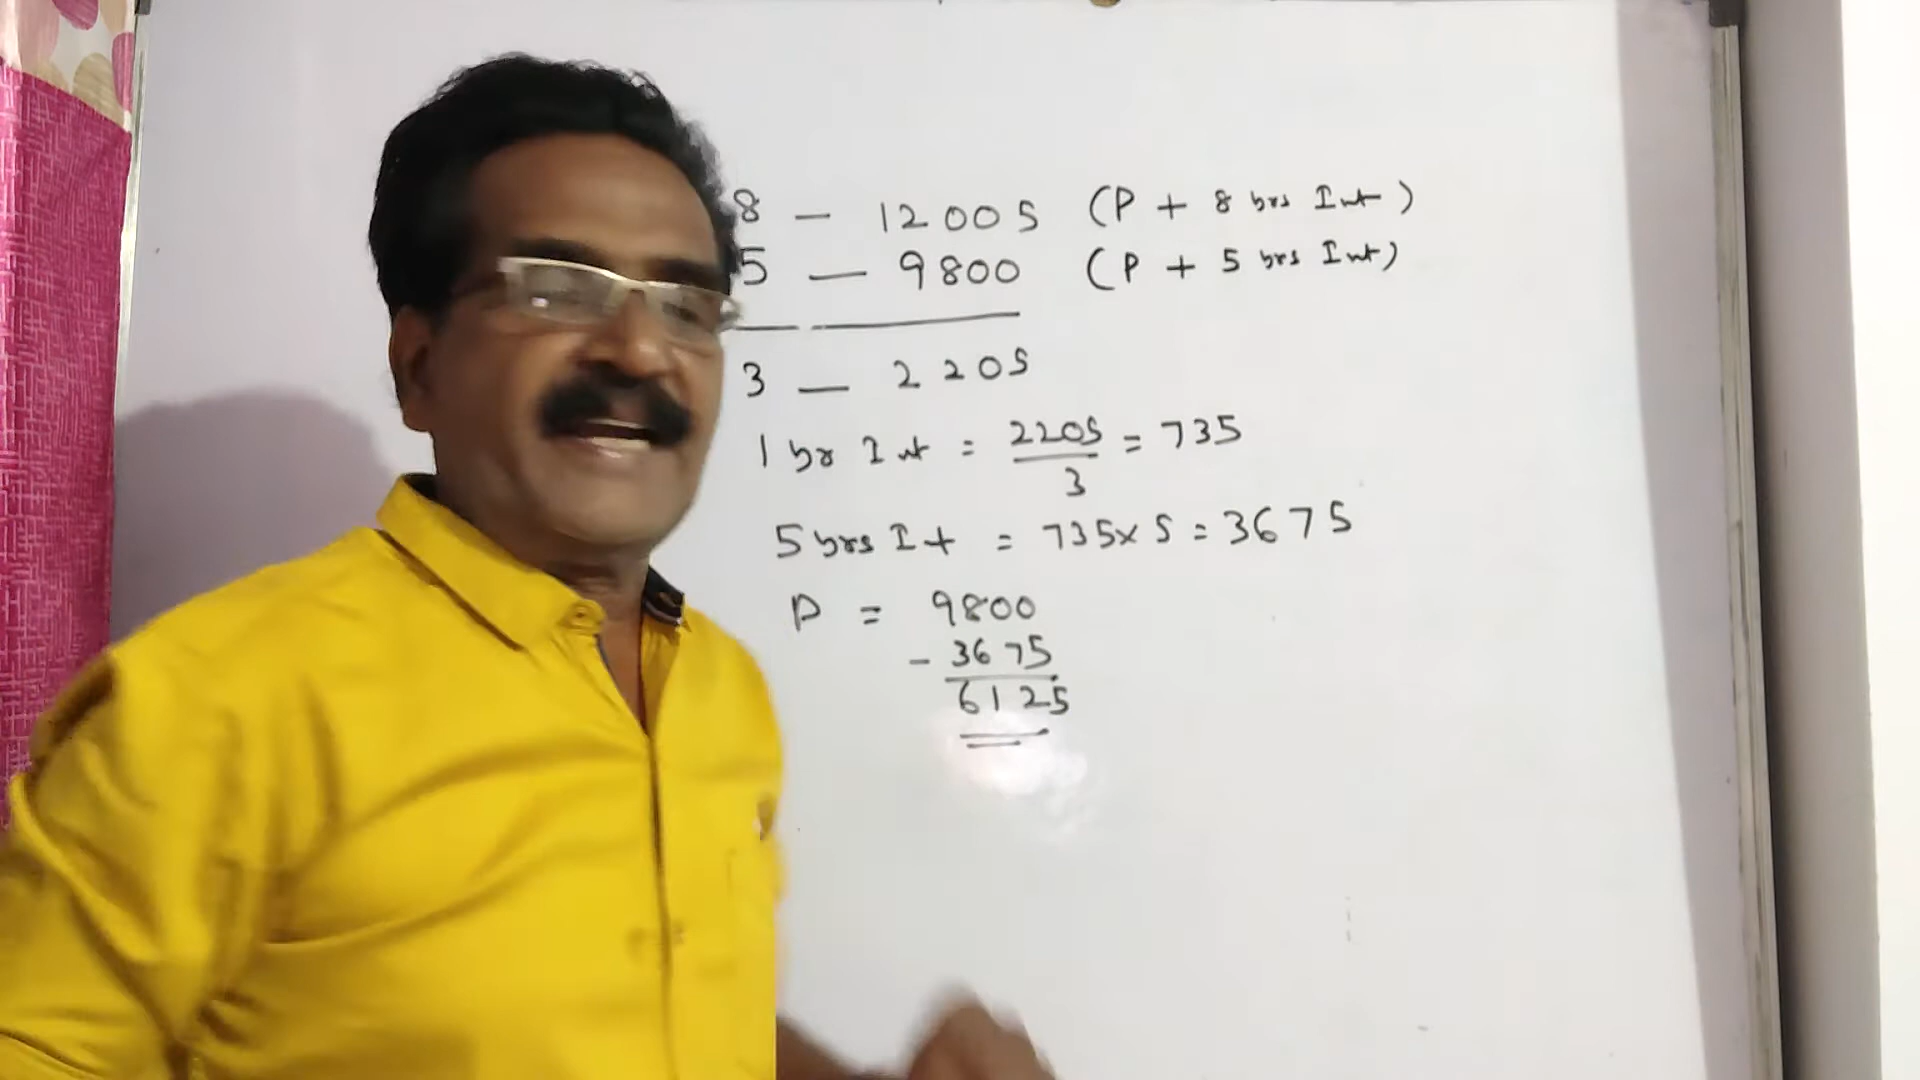 8 — 12005 (P + 8 yrs Int)
5 — 9800 (P + 5 yrs Int)
3 — 2205
1 yr Int = 2205/3 = 735
5 yrs Int = 735 x 5 = 3675
P = 9800
- 3675
6125